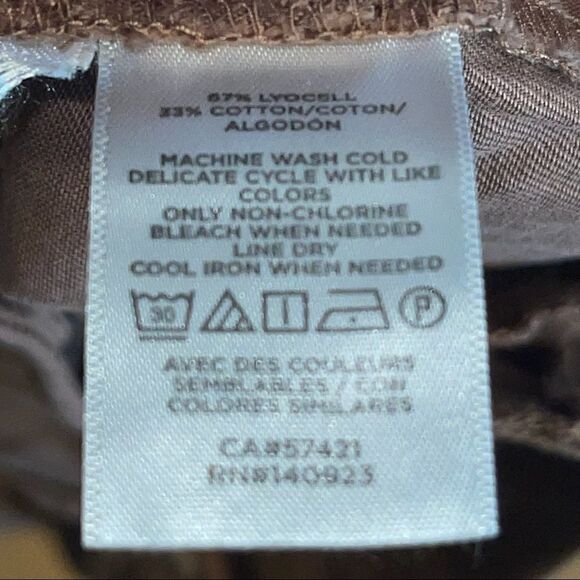 67% LYOCELL
33% COTTON/COTON/
ALGODÓN
MACHINE WASH COLD
DELICATE CYCLE WITH LIKE
COLORS
ONLY NON-CHLORINE
BLEACH WHEN NEEDED
LINE DRY
COOL IRON WHEN NEEDED
30 P
AVEC DES COULEURS
SEMBLABLES / CON
COLORES SIMILARES
CA#57421
RN#140923